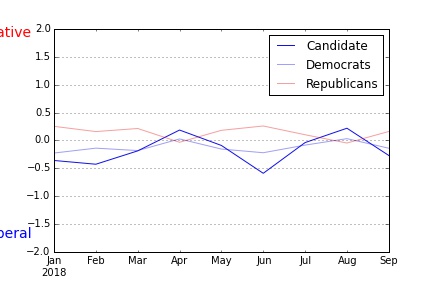 ative
2.0
1.5
1.0
0.5
0.0
−0.5
−1.0
−1.5
−2.0
beral
Candidate
Democrats
Republicans
Jan Feb Mar Apr May Jun Jul Aug Sep
2018